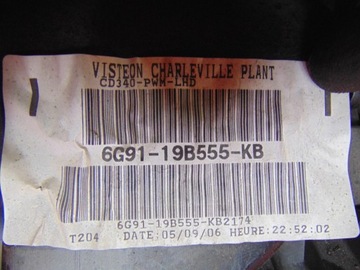 VISTEON CHARLEVILLE PLANT
CD340-PWM-LHD
6G91-19B555-KB
6G91-19B555-KB2174
T204 DATE:05/09/06 HEURE:22:52:02